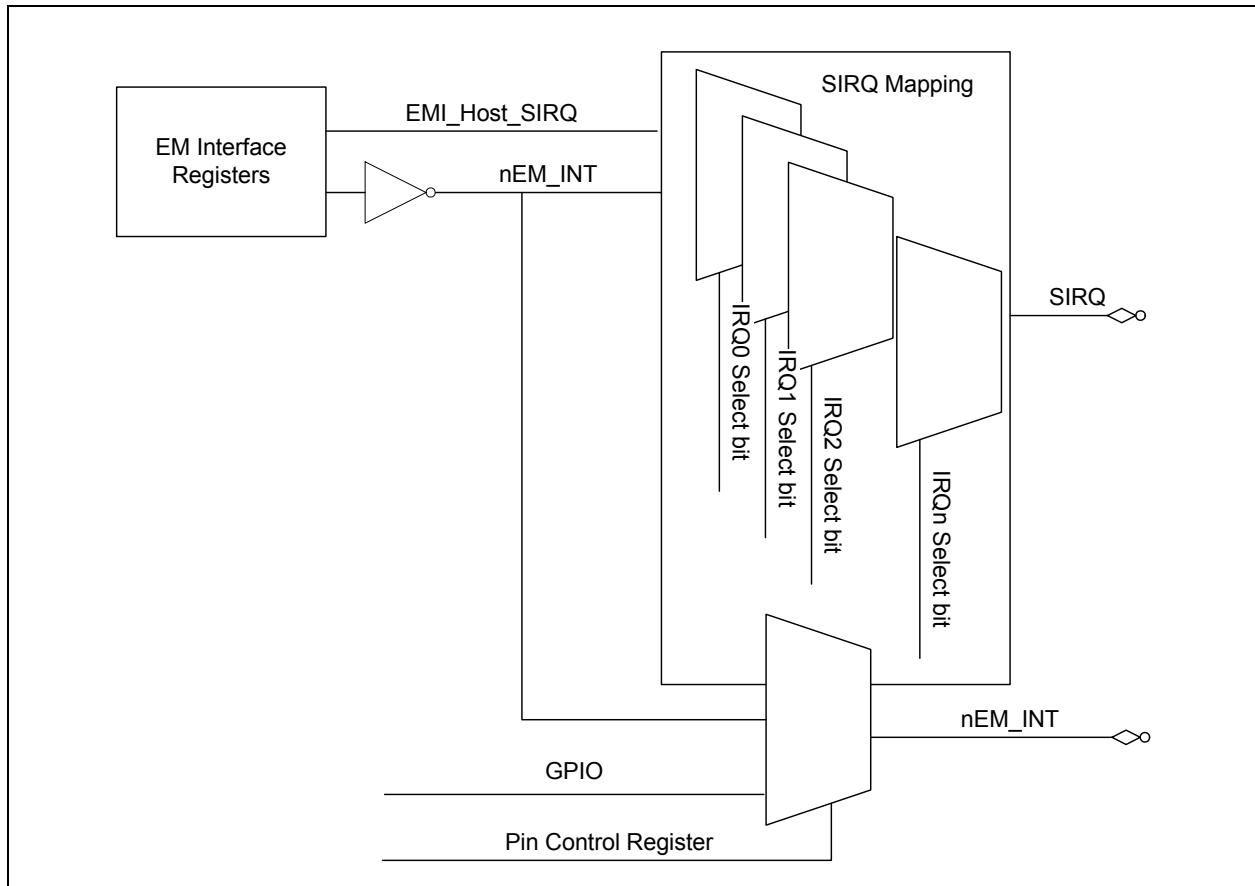 SIRQ Mapping
EMI_Host_SIRQ
EM Interface
Registers
nEM_INT
SIRQ
IRQ0 Select bit
IRQ1 Select bit
IRQ2 Select bit
IRQn Select bit
nEM_INT
GPIO
Pin Control Register